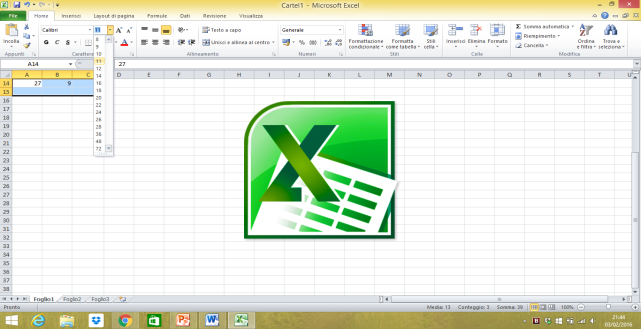 Cartel1 - Microsoft Excel
File Home Inserisci Layout di pagina Formule Dati Revisione Visualizza
Incolla
Calibri
G C S
Testo a capo
Unisci e allinea al centro
Generale
% 000
Formattazione condizionale
Formatta come tabella
Stili cella
Inserisci Elimina Formato
Somma automatica
Riempimento
Cancella
Ordina e filtra
Trova e seleziona
Appunti Carattere Allineamento Numeri Stili Celle Modifica
A14 27
8
9
10
11
12
14
16
18
20
22
24
26
28
36
48
72
A B C D E F G H I J K L M N O P Q R S T U
14 27 9
15
16
17
18
19
20
21
22
23
24
25
26
27
28
29
30
31
32
33
34
35
36
37
38
Foglio1 Foglio2 Foglio3
Pronto Media: 13 Conteggio: 3 Somma: 39 100%
21:44
03/02/2016